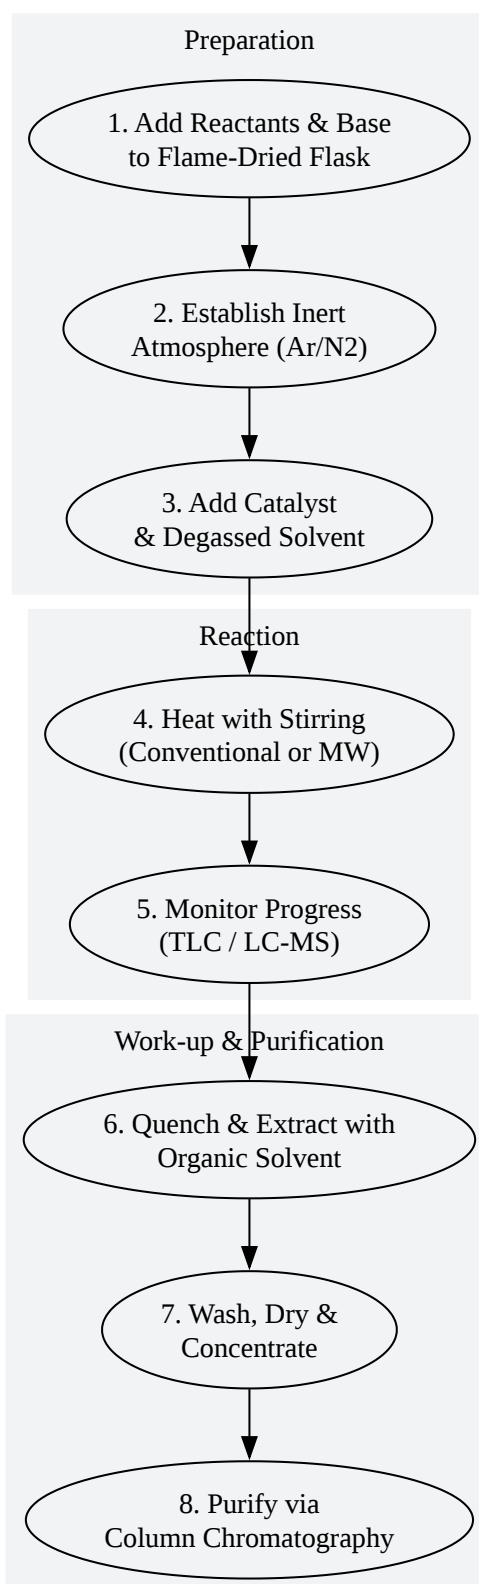 Preparation
1. Add Reactants & Base
to Flame-Dried Flask
2. Establish Inert
Atmosphere (Ar/N2)
3. Add Catalyst
& Degassed Solvent
Reaction
4. Heat with Stirring
(Conventional or MW)
5. Monitor Progress
(TLC / LC-MS)
Work-up & Purification
6. Quench & Extract with
Organic Solvent
7. Wash, Dry &
Concentrate
8. Purify via
Column Chromatography